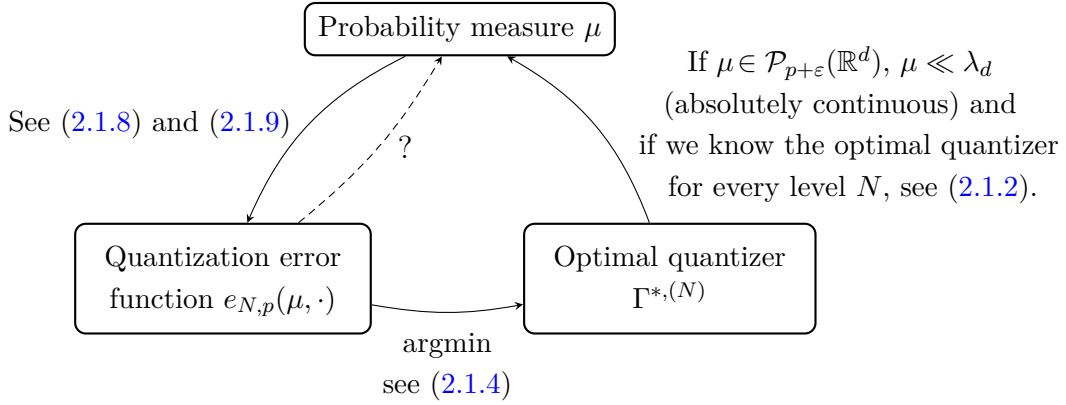 Probability measure μ
If μ ∈ 𝒫_{p+ε}(ℝ^d), μ ≪ λ_d
(absolutely continuous) and
if we know the optimal quantizer
for every level N, see (2.1.2).
See (2.1.8) and (2.1.9)
?
Quantization error
function e_{N,p}(μ, ·)
Optimal quantizer
Γ^{*,(N)}
argmin
see (2.1.4)